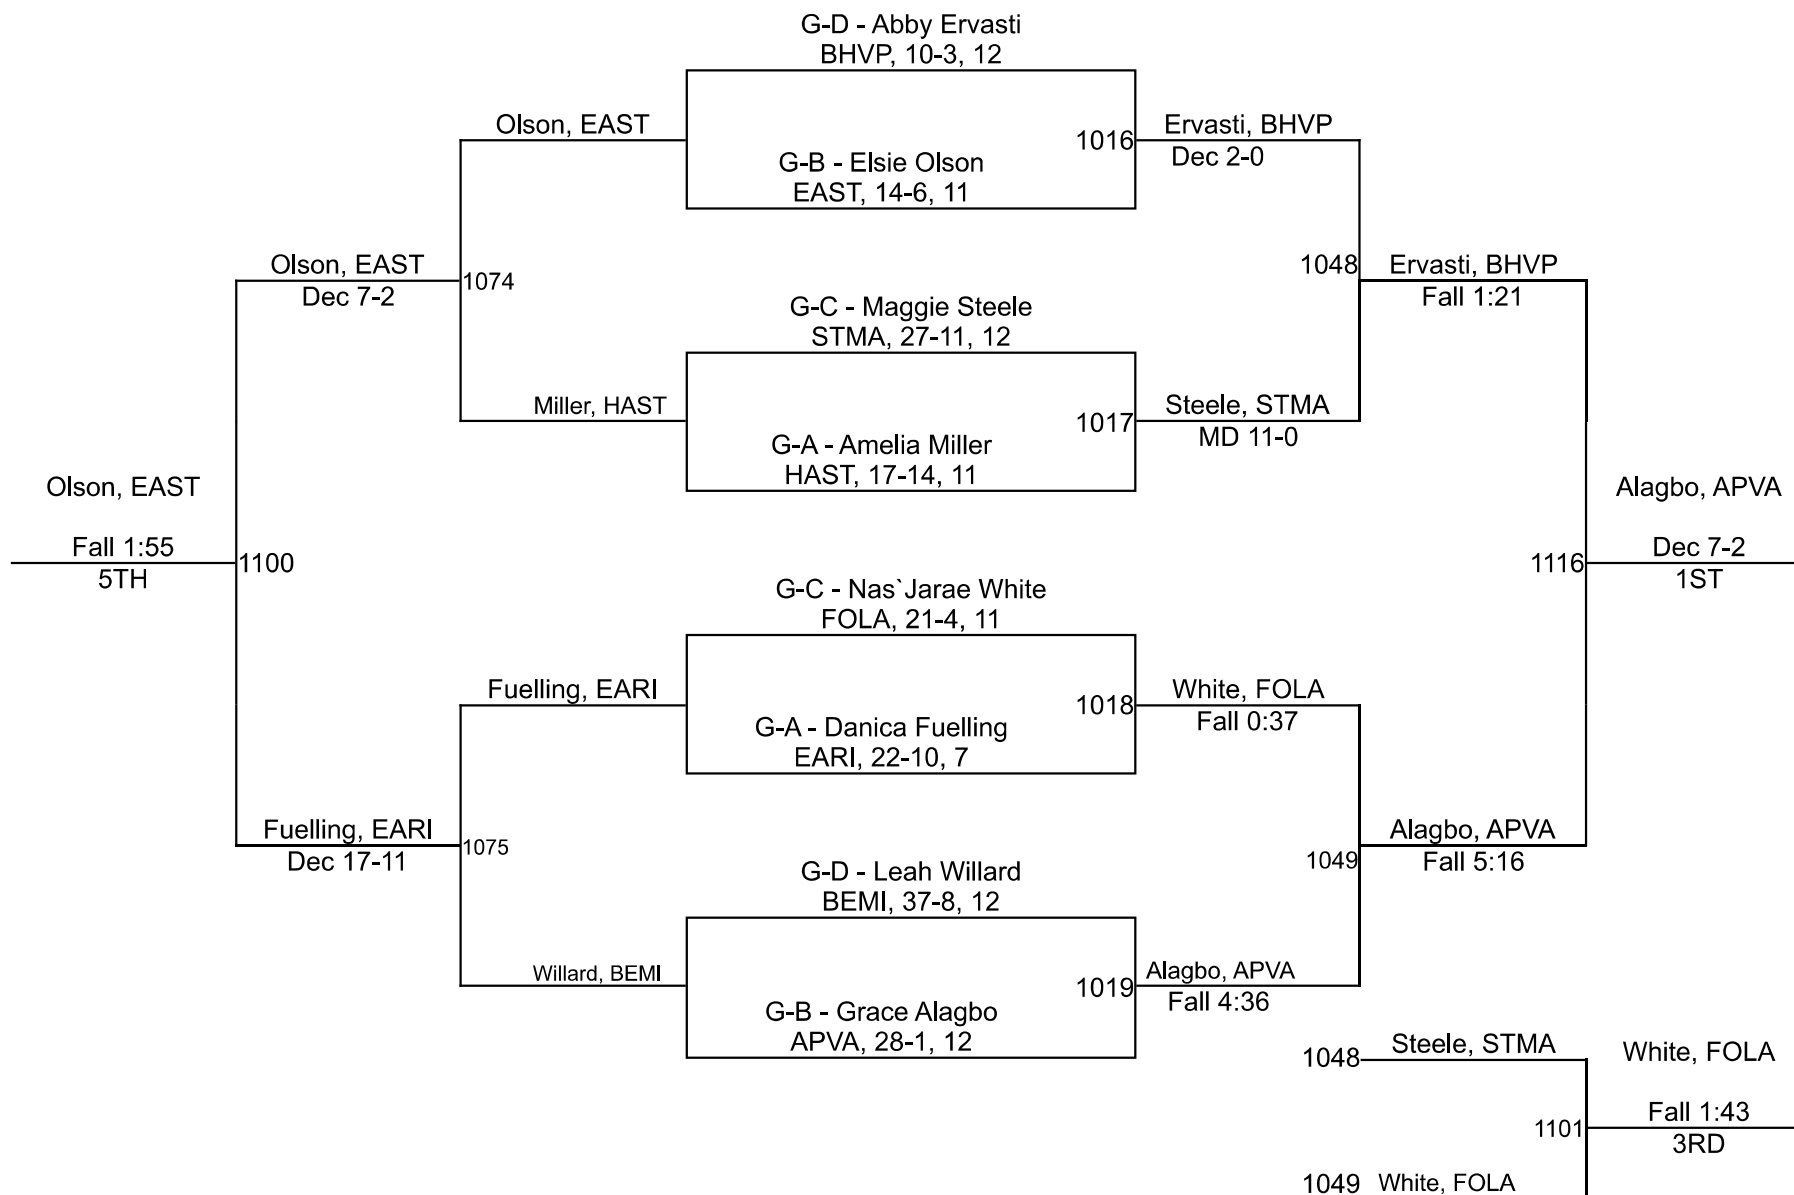 G-D - Abby Ervasti
BHVP, 10-3, 12
Olson, EAST
1016
Ervasti, BHVP
Dec 2-0
G-B - Elsie Olson
EAST, 14-6, 11
Olson, EAST
Dec 7-2
1074
1048
Ervasti, BHVP
Fall 1:21
G-C - Maggie Steele
STMA, 27-11, 12
Miller, HAST
1017
Steele, STMA
MD 11-0
G-A - Amelia Miller
HAST, 17-14, 11
Olson, EAST
Fall 1:55
5TH
1100
1116
Alagbo, APVA
Dec 7-2
1ST
G-C - Nas`Jarae White
FOLA, 21-4, 11
Fuelling, EARI
1018
White, FOLA
Fall 0:37
G-A - Danica Fuelling
EARI, 22-10, 7
Fuelling, EARI
Dec 17-11
1075
1049
Alagbo, APVA
Fall 5:16
G-D - Leah Willard
BEMI, 37-8, 12
Willard, BEMI
1019
Alagbo, APVA
Fall 4:36
G-B - Grace Alagbo
APVA, 28-1, 12
1048
Steele, STMA
White, FOLA
Fall 1:43
3RD
1101
1049
White, FOLA